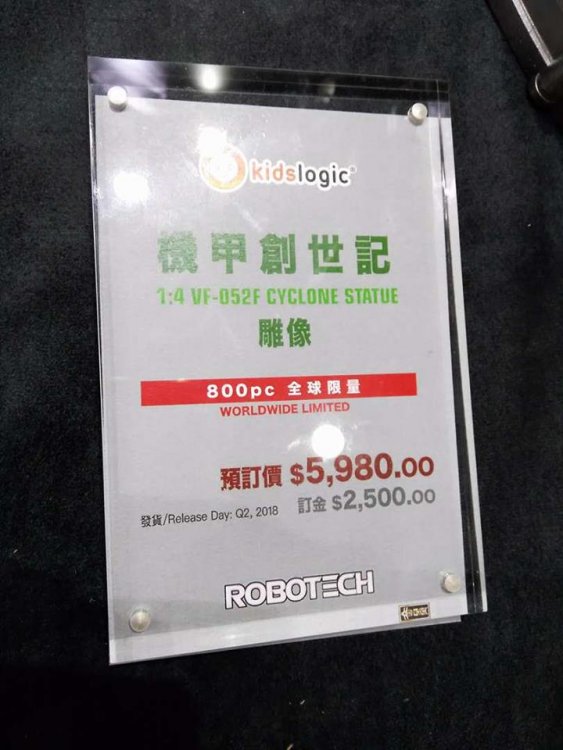 kidslogic®
機甲創世記
1:4 VF-052F CYCLONE STATUE
雕像
800pc 全球限量
WORLDWIDE LIMITED
預訂價 $5,980.00
訂金 $2,500.00
發貨/Release Day: Q2, 2018
ROBOTECH